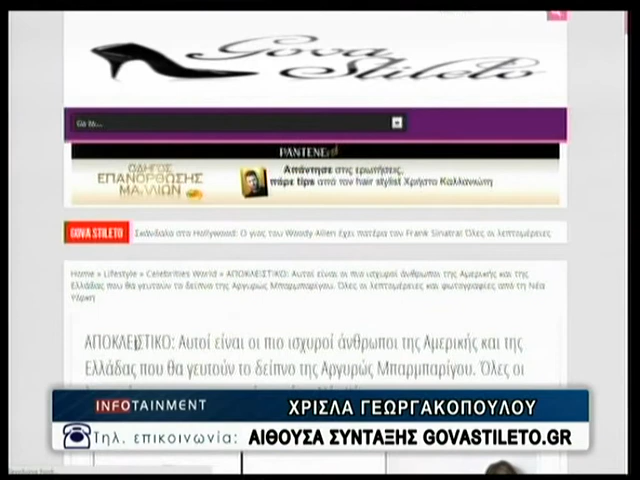 Gova Stileto
Go to...
PANTENE
ΟΔΗΓΟΣ
ΕΠΑΝΟΡΘΩΣΗΣ
ΜΑΛΛΙΩΝ
Απάντησε στις ερωτήσεις,
πάρε tips από τον hair stylist Χρήστο Καλλανιώτη
GOVA STILETO
Σκάνδαλο στο Hollywood: Ο γιος του Woody Allen έχει πατέρα τον Frank Sinatra! Όλες οι λεπτομέρειες
Home » Lifestyle » Celebrities World » ΑΠΟΚΛΕΙΣΤΙΚΟ: Αυτοί είναι οι πιο ισχυροί άνθρωποι της Αμερικής και της
Ελλάδας που θα γευτούν το δείπνο της Αργυρώς Μπαρμπαρίγου. Όλες οι λεπτομέρειες και φωτογραφίες από τη Νέα
Υόρκη
ΑΠΟΚΛΕΙΣΤΙΚΟ: Αυτοί είναι οι πιο ισχυροί άνθρωποι της Αμερικής και της
Ελλάδας που θα γευτούν το δείπνο της Αργυρώς Μπαρμπαρίγου. Όλες οι
INFOTAINMENT
ΧΡΙΣΛΑ ΓΕΩΡΓΑΚΟΠΟΥΛΟΥ
Τηλ. επικοινωνία:
ΑΙΘΟΥΣΑ ΣΥΝΤΑΞΗΣ GOVASTILETO.GR